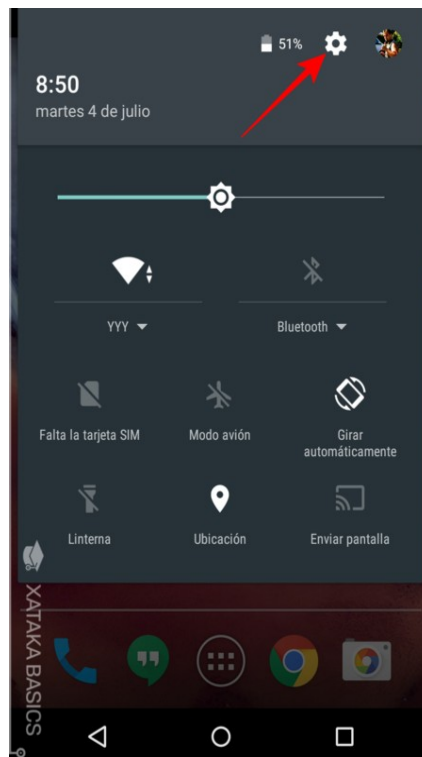 51%
8:50
martes 4 de julio
YYY
Bluetooth
Falta la tarjeta SIM
Modo avión
Girar
automáticamente
Linterna
Ubicación
Enviar pantalla
XATAKA BASICS